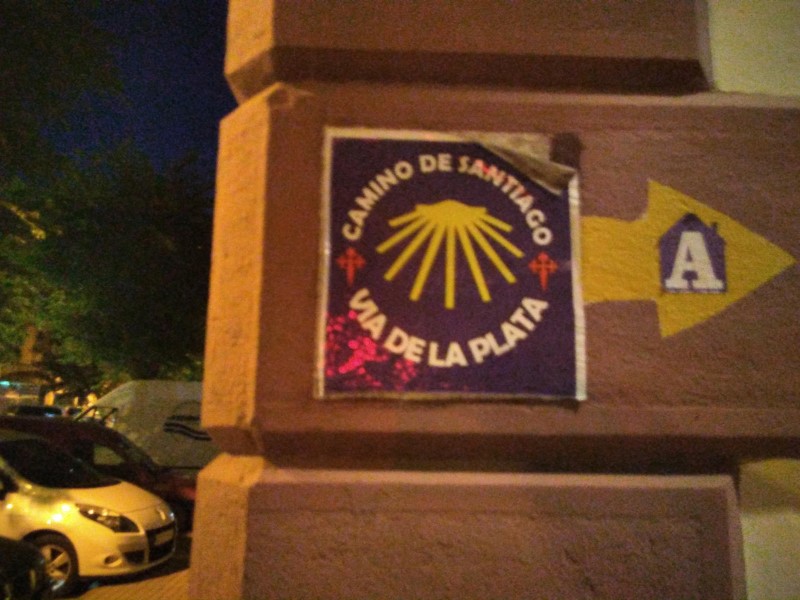 CAMINO DE SANTIAGO
VIA DE LA PLATA
A